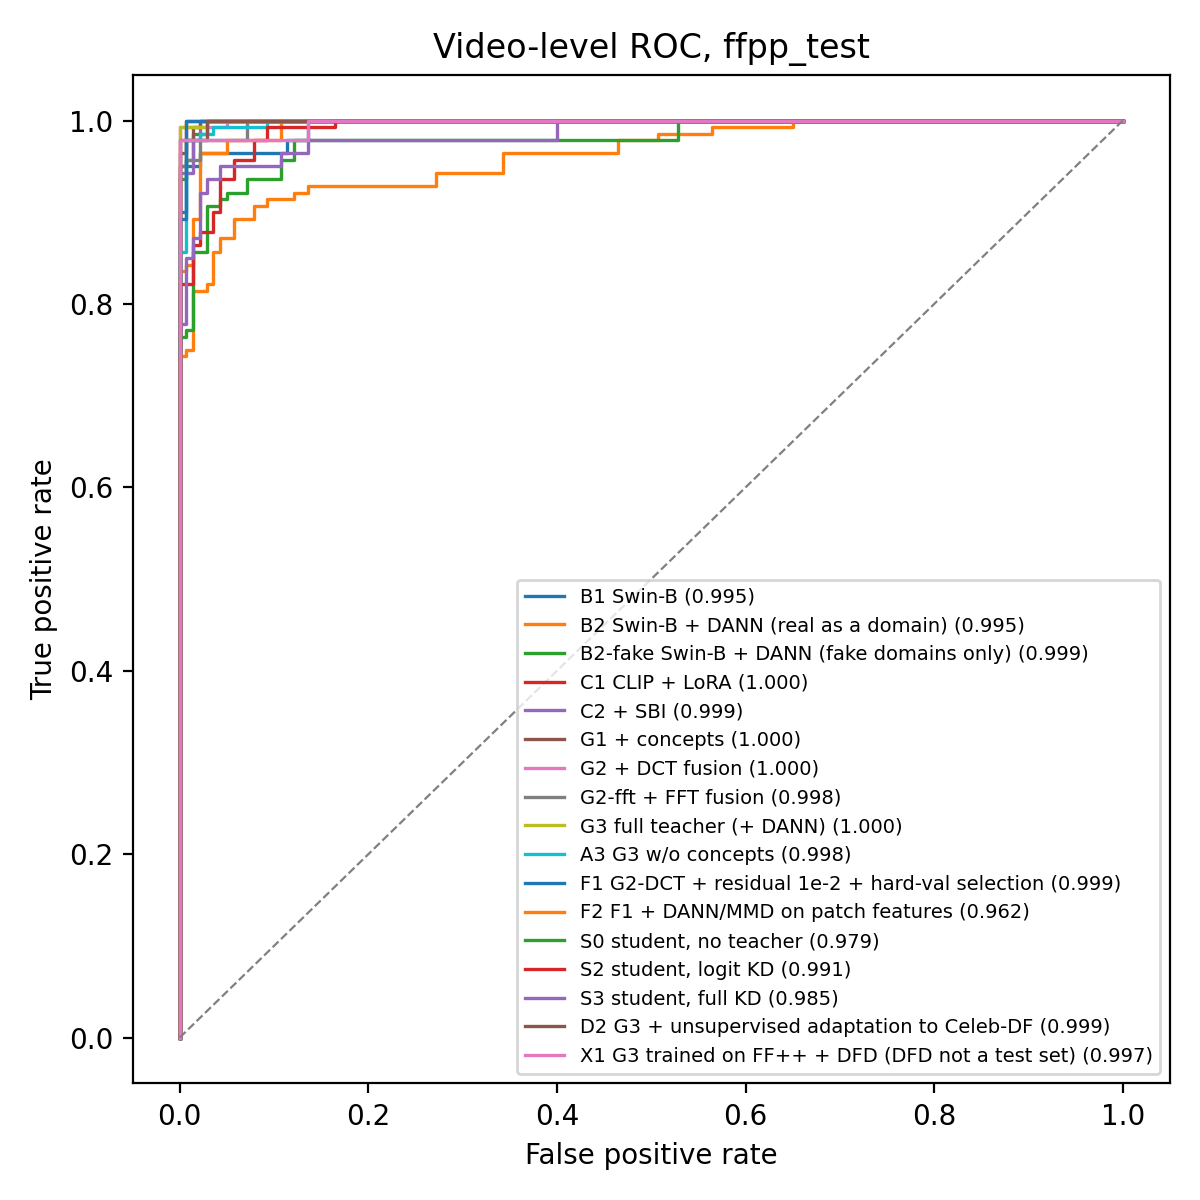 Video-level ROC, ffpp_test
1.0
0.8
0.6
0.4
0.2
0.0
True positive rate
B1 Swin-B (0.995)
B2 Swin-B + DANN (real as a domain) (0.995)
B2-fake Swin-B + DANN (fake domains only) (0.999)
C1 CLIP + LoRA (1.000)
C2 + SBI (0.999)
G1 + concepts (1.000)
G2 + DCT fusion (1.000)
G2-fft + FFT fusion (0.998)
G3 full teacher (+ DANN) (1.000)
A3 G3 w/o concepts (0.998)
F1 G2-DCT + residual 1e-2 + hard-val selection (0.999)
F2 F1 + DANN/MMD on patch features (0.962)
S0 student, no teacher (0.979)
S2 student, logit KD (0.991)
S3 student, full KD (0.985)
D2 G3 + unsupervised adaptation to Celeb-DF (0.999)
X1 G3 trained on FF++ + DFD (DFD not a test set) (0.997)
0.0 0.2 0.4 0.6 0.8 1.0
False positive rate